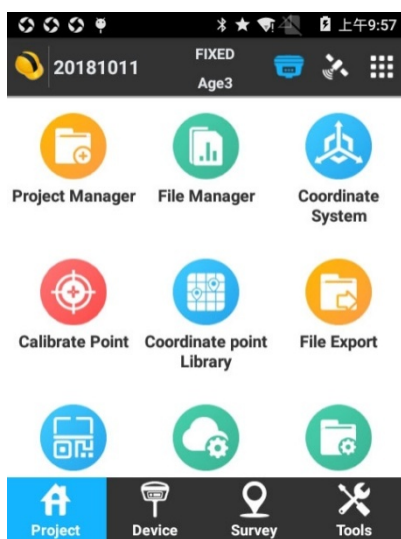 上午9:57
20181011
FIXED
Age3
Project Manager
File Manager
Coordinate
System
Calibrate Point
Coordinate point
Library
File Export
Project
Device
Survey
Tools